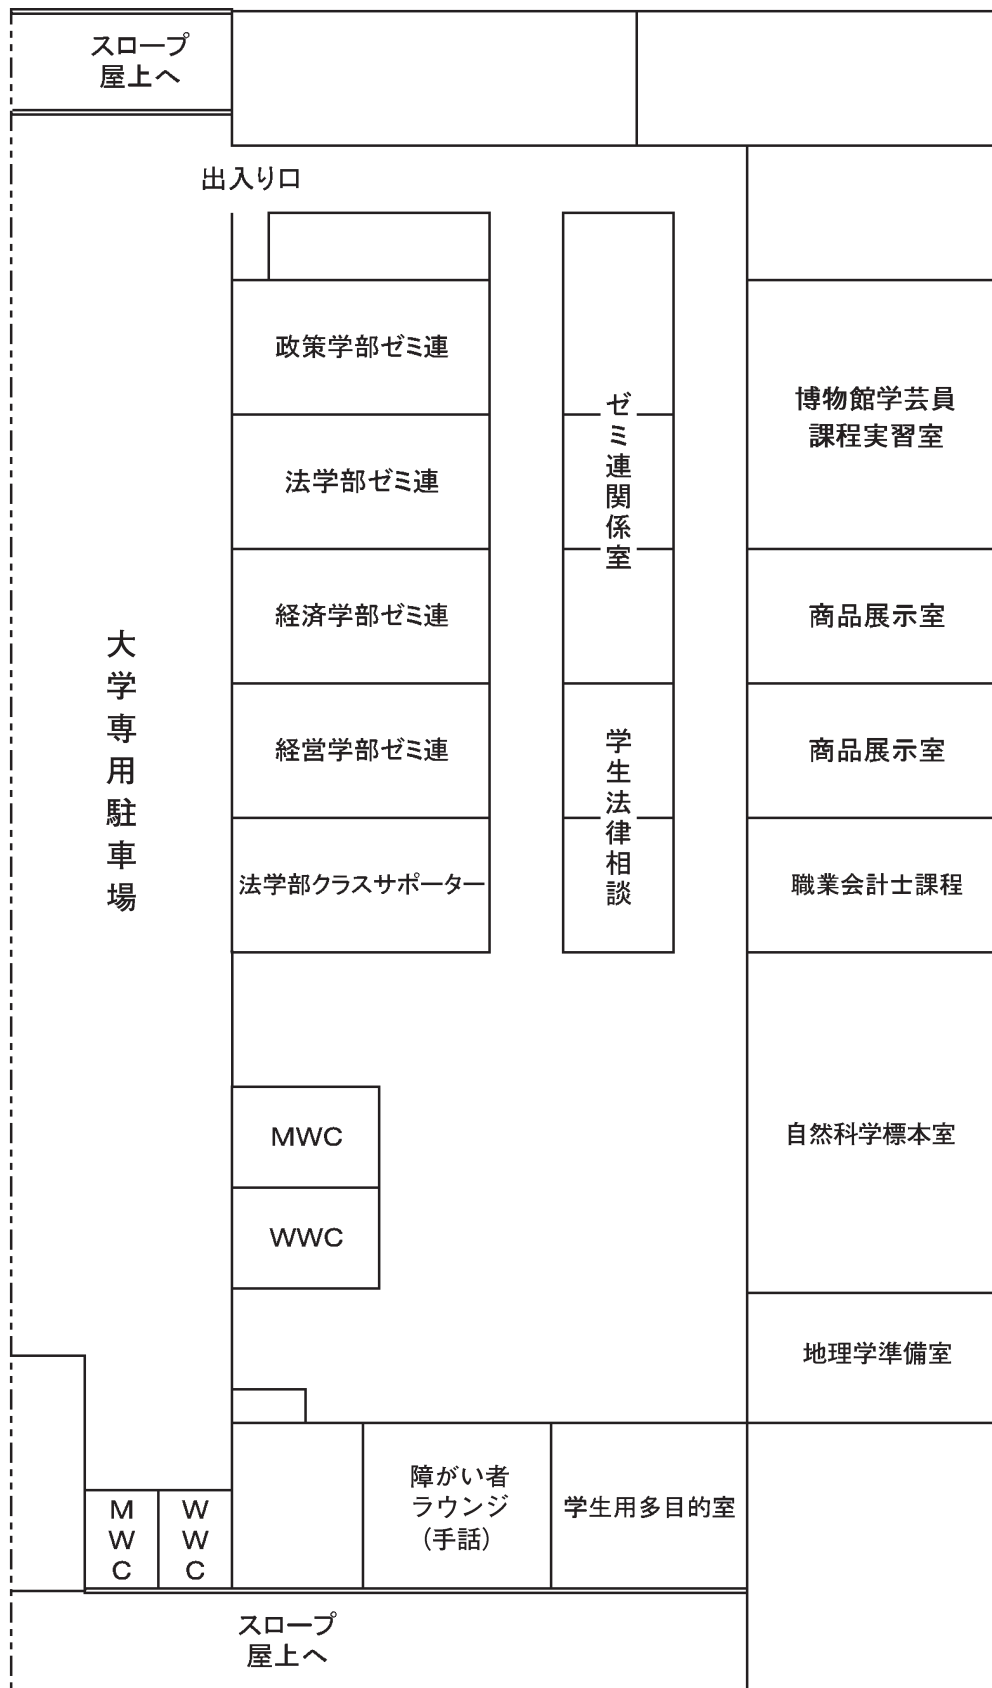 スロープ
屋上へ
出入り口
政策学部ゼミ連
法学部ゼミ連
経済学部ゼミ連
経営学部ゼミ連
法学部クラスサポーター
ゼミ連関係室
学生法律相談
博物館学芸員
課程実習室
商品展示室
商品展示室
職業会計士課程
自然科学標本室
地理学準備室
大学専用駐車場
MWC
WWC
MWC
WWC
障がい者
ラウンジ
(手話)
学生用多目的室
スロープ
屋上へ